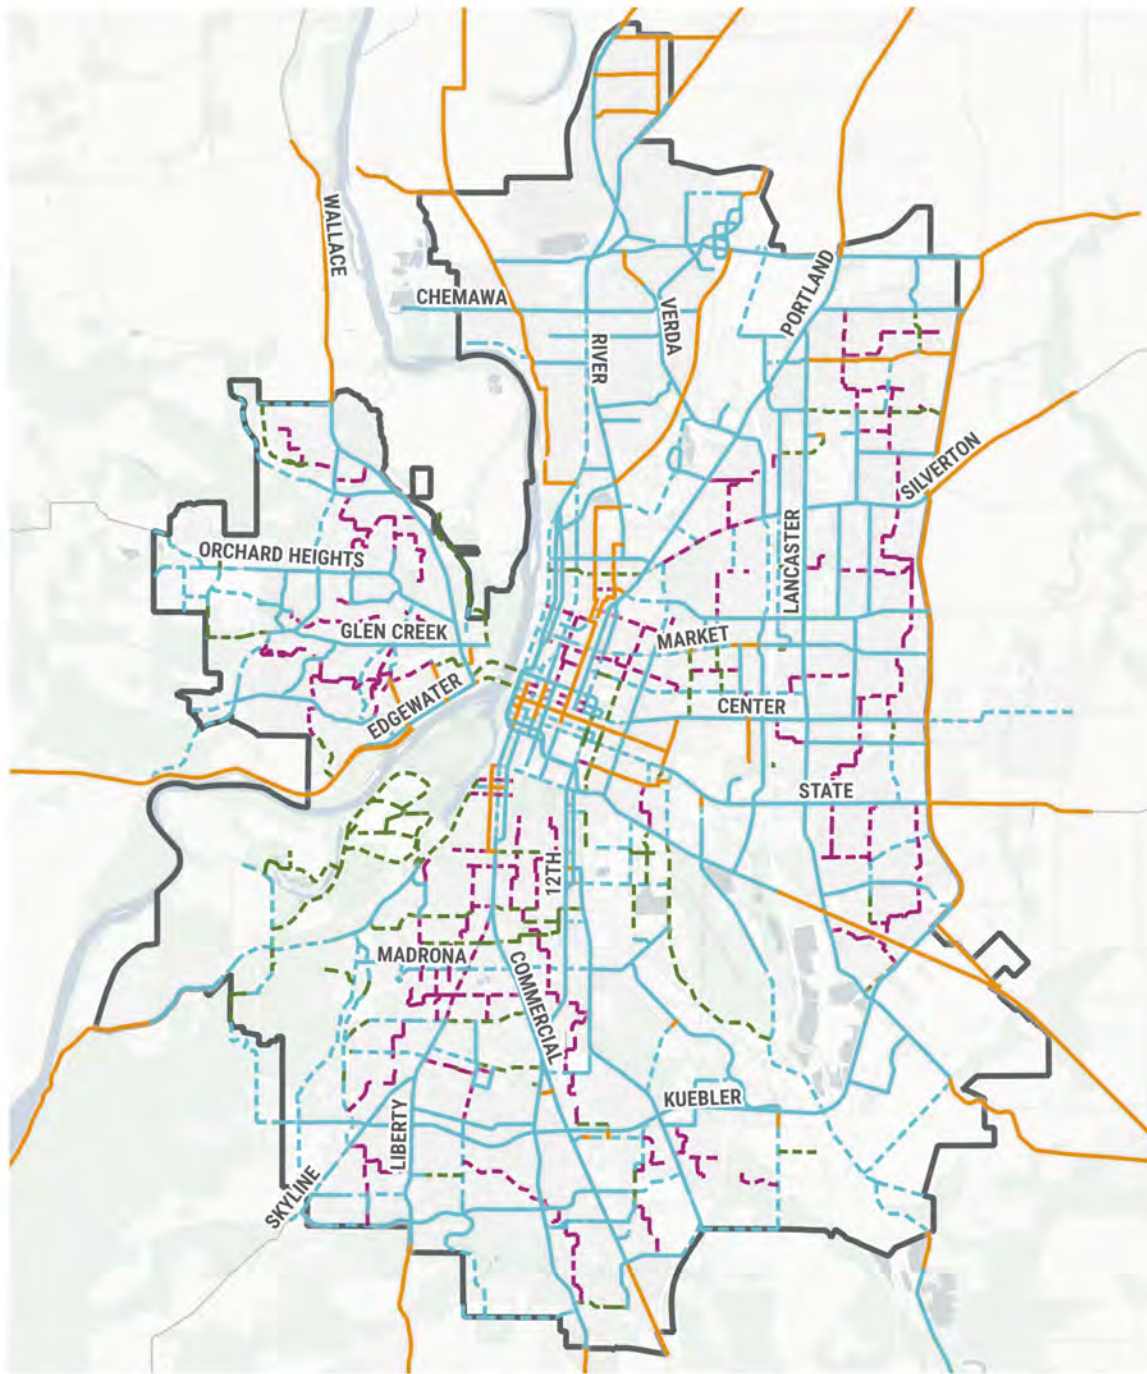 WALLACE
CHEMAWA
PORTLAND
VERDA
RIVER
SILVERTON
LANCASTER
ORCHARD HEIGHTS
GLEN CREEK
MARKET
EDGEWATER
CENTER
STATE
12TH
MADRONA
COMMERCIAL
KUEBLER
LIBERTY
SKYLINE